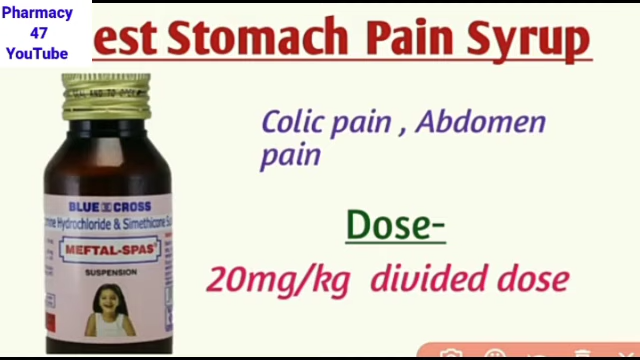 Pharmacy
47
YouTube
est Stomach Pain Syrup
Colic pain , Abdomen
pain
Dose-
20mg/kg divided dose
BLUE CROSS
Hydrochloride & Simethicone
MEFTAL-SPAS
SUSPENSION